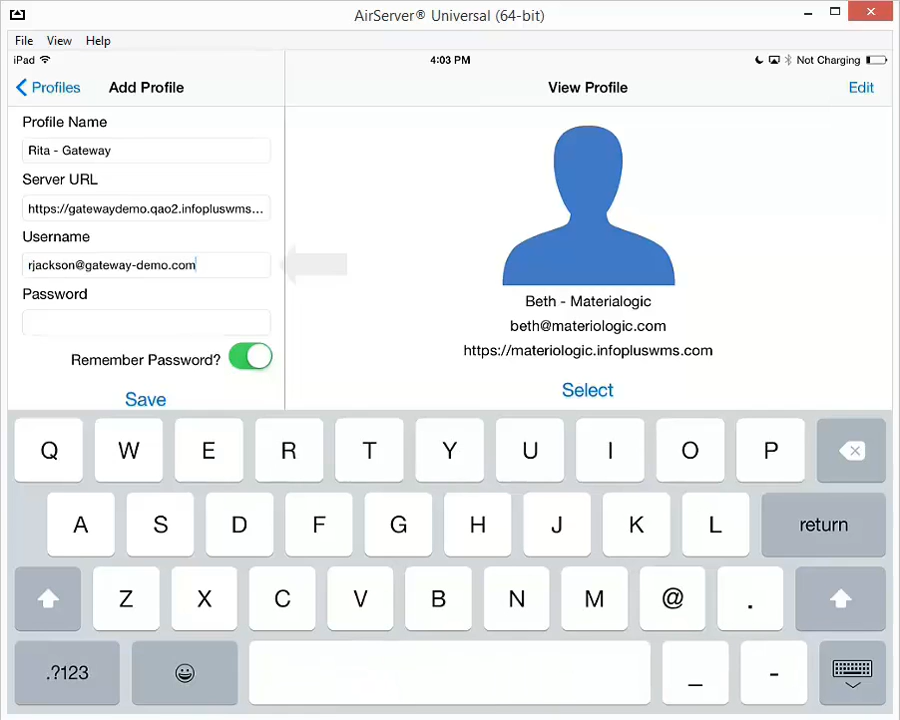 AirServer® Universal (64-bit)
File View Help
iPad 4:03 PM Not Charging
Profiles Add Profile
View Profile Edit
Profile Name
Rita - Gateway
Server URL
https://gatewaydemo.qao2.infopluswms...
Username
rjackson@gateway-demo.com
Password
Remember Password?
Save
Beth - Materialogic
beth@materiologic.com
https://materiologic.infopluswms.com
Select
Q W E R T Y U I O P
A S D F G H J K L return
Z X C V B N M @ .
.?123 _ -